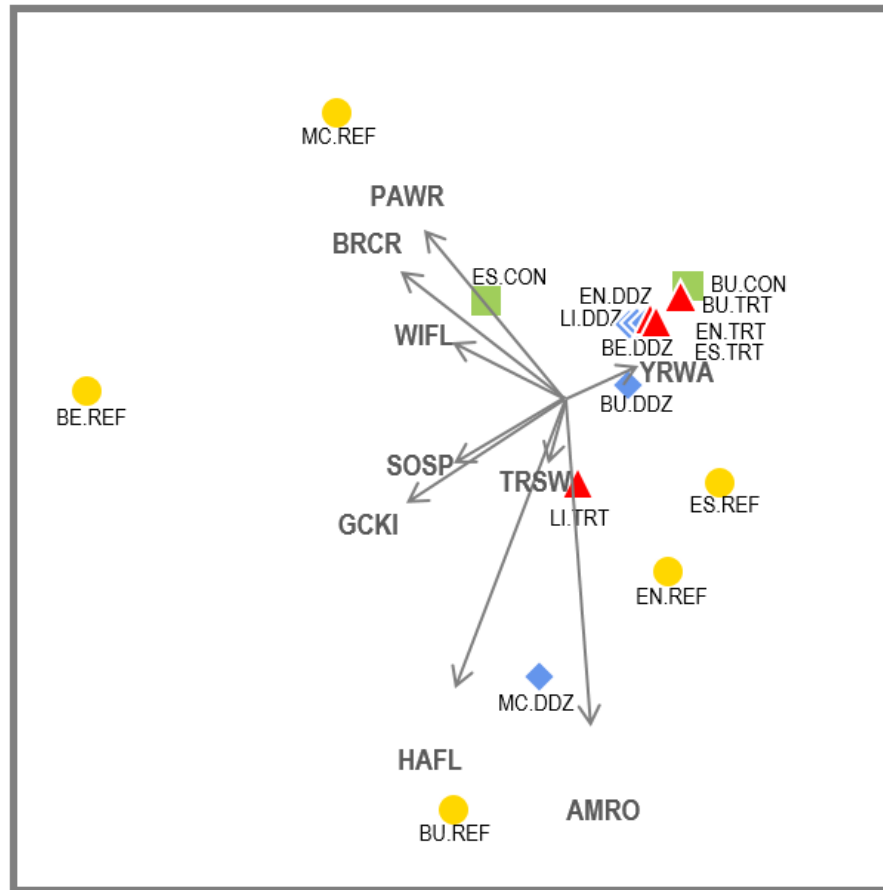 MC.REF
PAWR
BRCR
ES.CON
BU.CON
EN.DDZ
BU.TRT
LI.DDZ
WIFL
EN.TRT
BE.DDZ
ES.TRT
YRWA
BU.DDZ
BE.REF
SOSP
TRSW
ES.REF
LI.TRT
GCKI
EN.REF
MC.DDZ
HAFL
AMRO
BU.REF